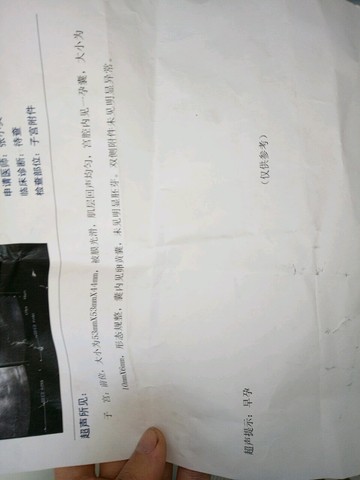 申请医师：
临床诊断：待查
检查部位：子宫附件
超声所见：
子宫：前位，大小为53mmX53mmX44mm，被膜光滑，肌层回声均匀，宫腔内见一孕囊，大小为
10mmX6mm，形态规整，囊内见卵黄囊，未见明显胚芽。双侧附件未见明显异常。
超声提示：早孕
（仅供参考）